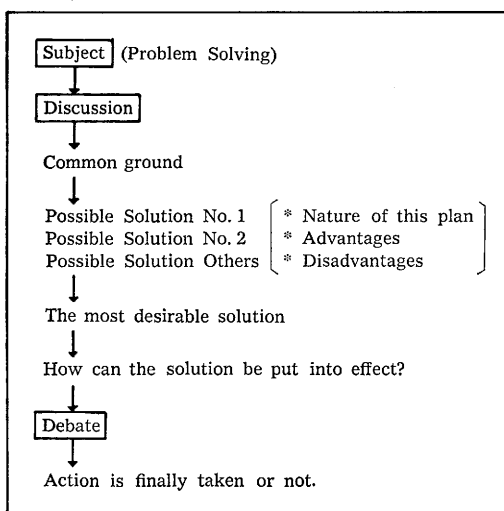 Subject (Problem Solving)
Discussion
Common ground
Possible Solution No. 1 * Nature of this plan
Possible Solution No. 2 * Advantages
Possible Solution Others * Disadvantages
The most desirable solution
How can the solution be put into effect?
Debate
Action is finally taken or not.